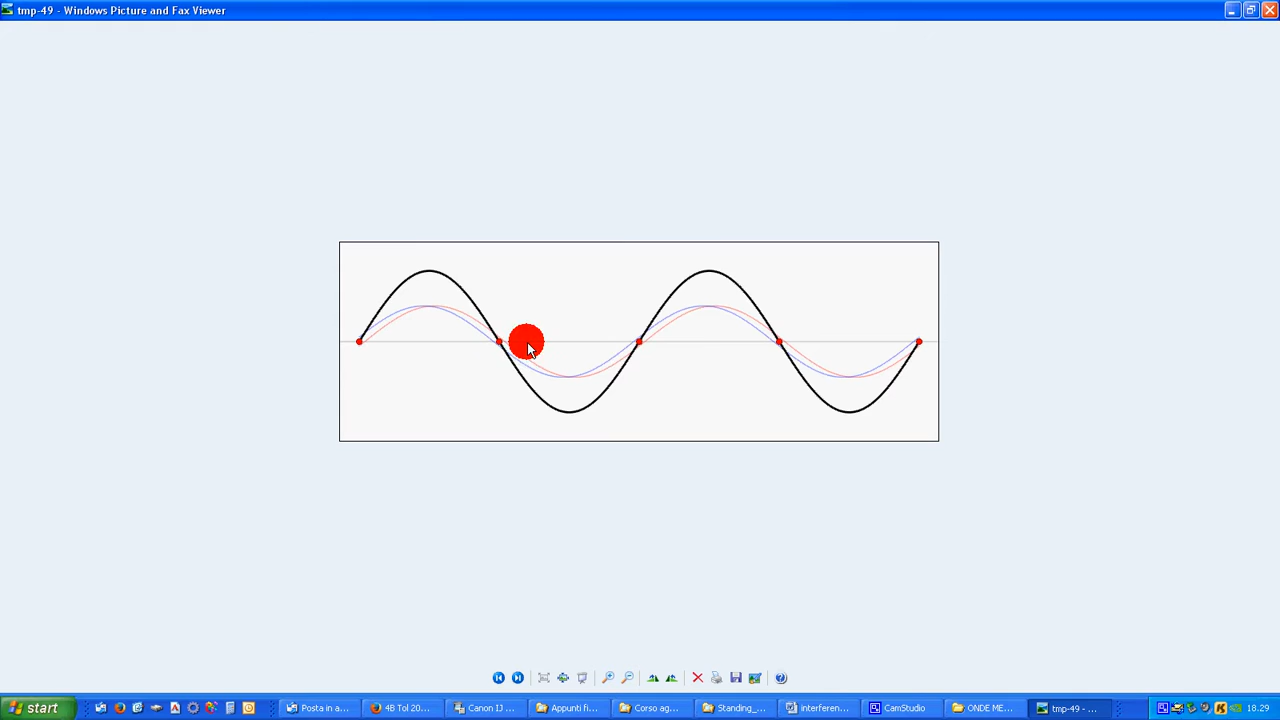 tmp-49 - Windows Picture and Fax Viewer
start
Posta in a...
4B Tol 20...
Canon IJ ...
Appunti fi...
Corso ag...
Standing_...
interferen...
CamStudio
ONDE ME...
tmp-49 - ...
18.29